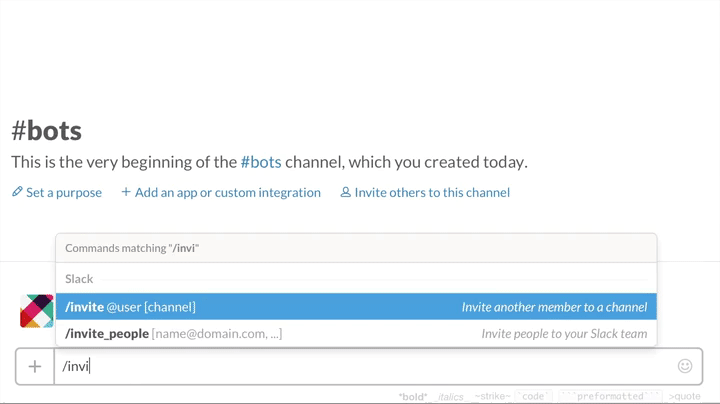 #bots
This is the very beginning of the #bots channel, which you created today.
Set a purpose + Add an app or custom integration Invite others to this channel
Commands matching "/invi"
Slack
/invite @user [channel] Invite another member to a channel
/invite_people [name@domain.com, ...] Invite people to your Slack team
+ /invi
*bold* _italics_ ~strike~ `code` ```preformatted``` >quote